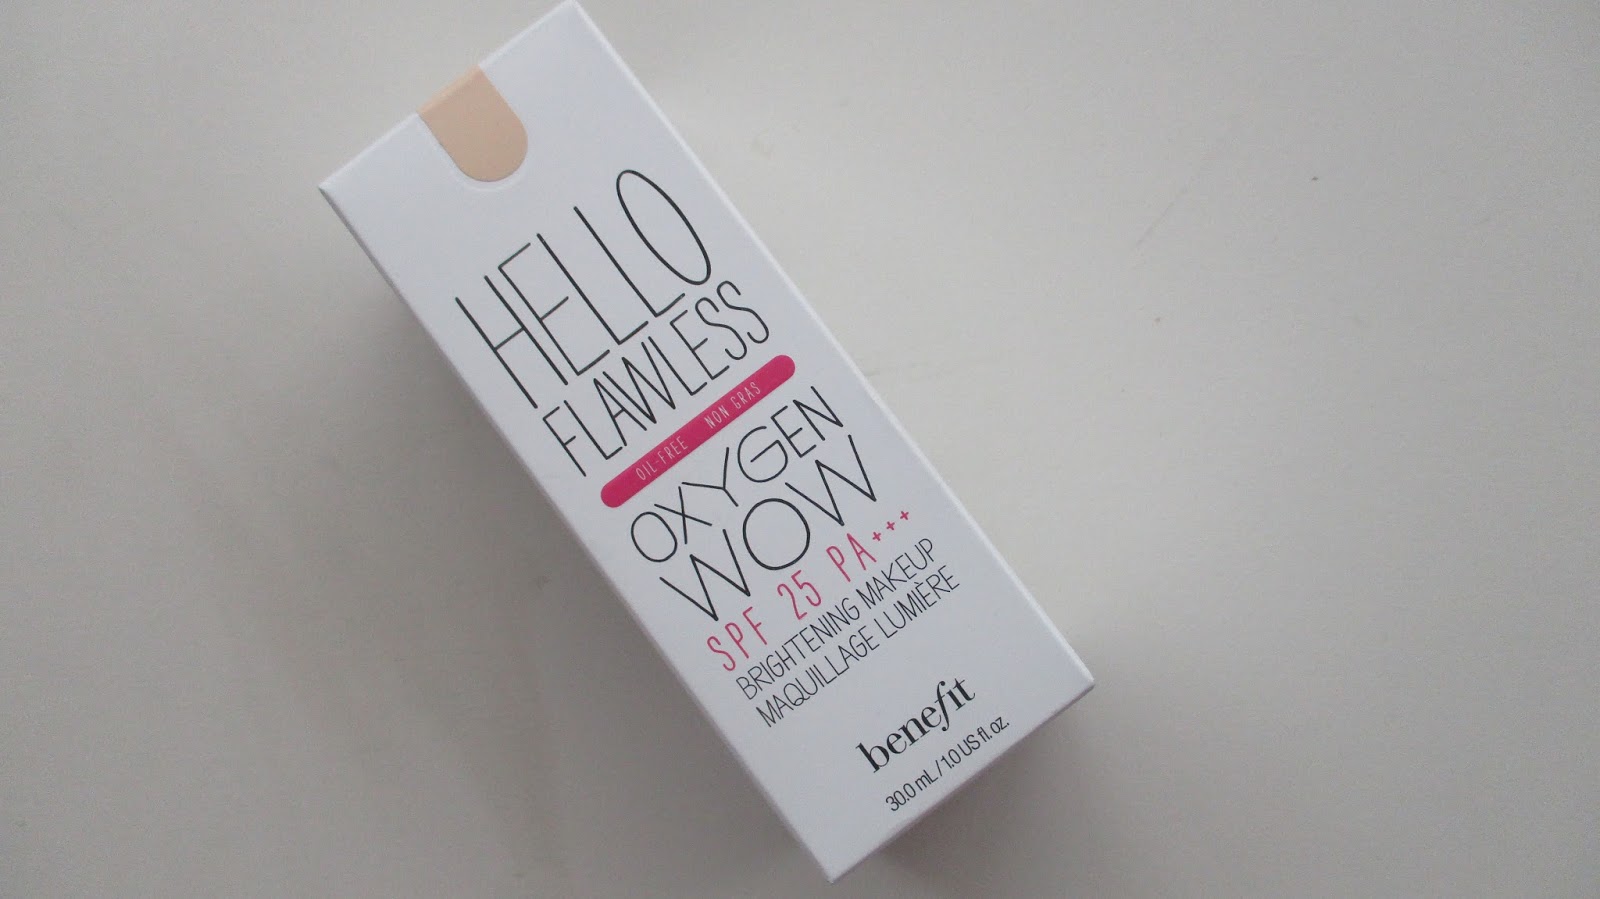 HELLO
FLAWLESS
OIL-FREE NON GRAS
OXYGEN
WOW
SPF 25 PA+++
BRIGHTENING MAKEUP
MAQUILLAGE LUMIÈRE
benefit
30.0 mL / 1.0 US fl. oz.